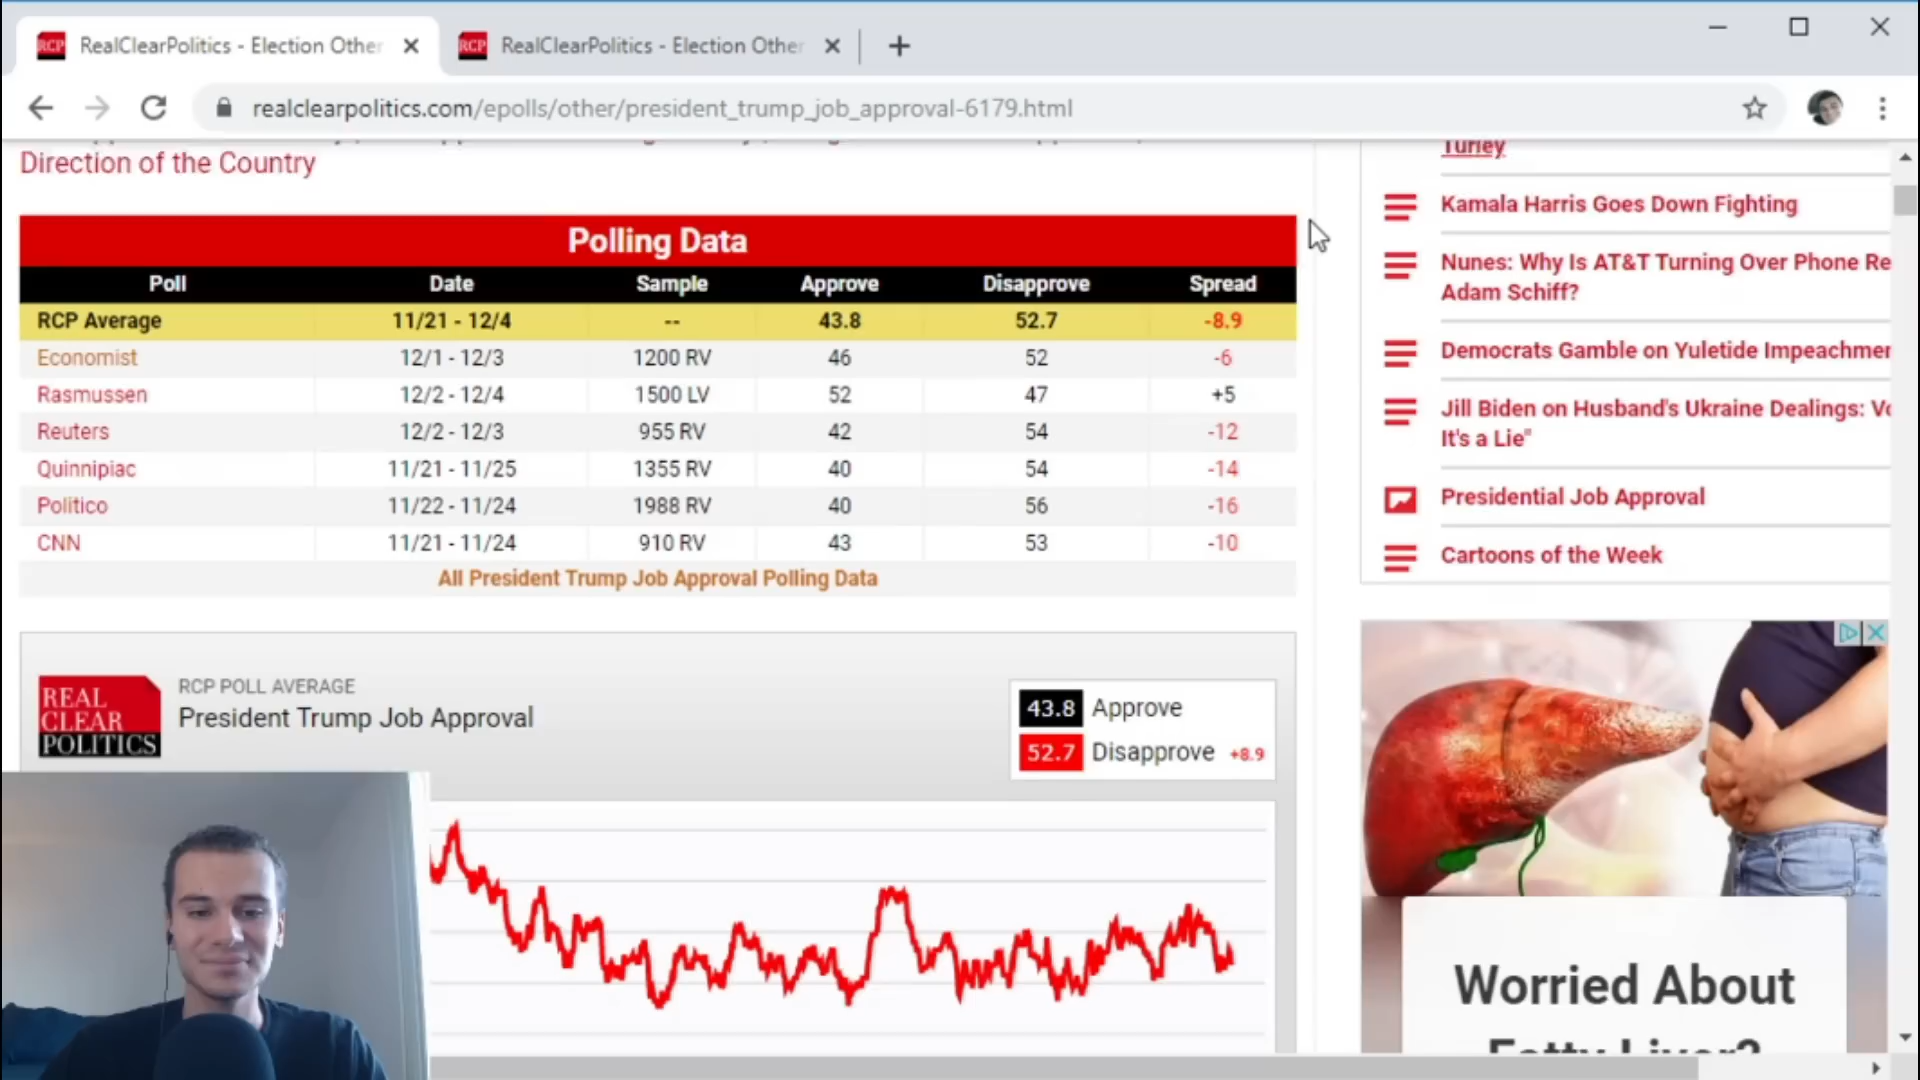 RCP RealClearPolitics - Election Other
RCP RealClearPolitics - Election Other
realclearpolitics.com/epolls/other/president_trump_job_approval-6179.html
Direction of the Country
Polling Data
Poll Date Sample Approve Disapprove Spread
RCP Average 11/21 - 12/4 -- 43.8 52.7 -8.9
Economist 12/1 - 12/3 1200 RV 46 52 -6
Rasmussen 12/2 - 12/4 1500 LV 52 47 +5
Reuters 12/2 - 12/3 955 RV 42 54 -12
Quinnipiac 11/21 - 11/25 1355 RV 40 54 -14
Politico 11/22 - 11/24 1988 RV 40 56 -16
CNN 11/21 - 11/24 910 RV 43 53 -10
All President Trump Job Approval Polling Data
REAL
CLEAR
POLITICS
RCP POLL AVERAGE
President Trump Job Approval
43.8 Approve
52.7 Disapprove +8.9
Turley
Kamala Harris Goes Down Fighting
Nunes: Why Is AT&T Turning Over Phone Re
Adam Schiff?
Democrats Gamble on Yuletide Impeachmen
Jill Biden on Husband's Ukraine Dealings:
It's a Lie"
Presidential Job Approval
Cartoons of the Week
Worried About
Fatty Liver?